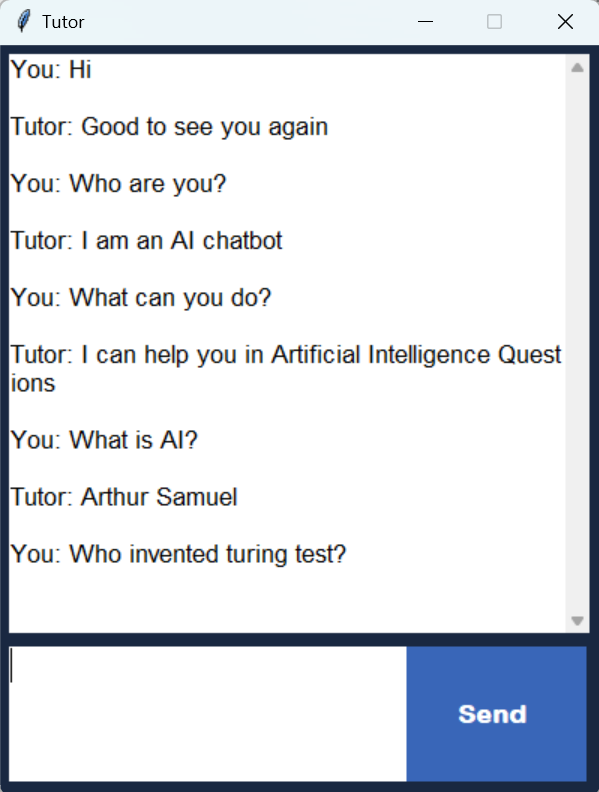 Tutor
You: Hi
Tutor: Good to see you again
You: Who are you?
Tutor: I am an AI chatbot
You: What can you do?
Tutor: I can help you in Artificial Intelligence Quest
ions
You: What is AI?
Tutor: Arthur Samuel
You: Who invented turing test?
Send